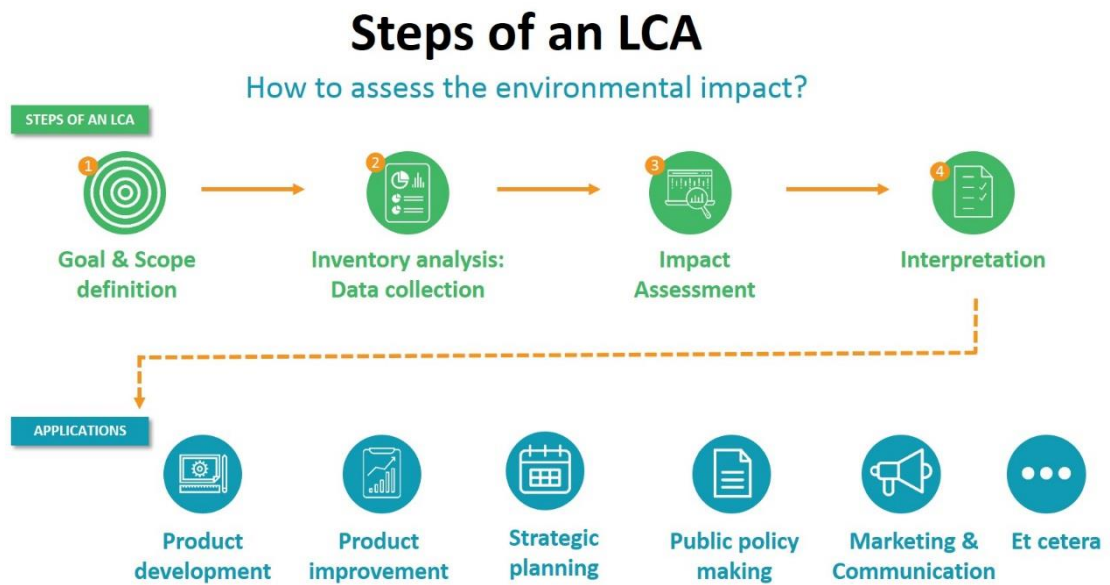 Steps of an LCA
How to assess the environmental impact?
STEPS OF AN LCA
1
2
3
4
Goal & Scope
definition
Inventory analysis:
Data collection
Impact
Assessment
Interpretation
APPLICATIONS
Product
development
Product
improvement
Strategic
planning
Public policy
making
Marketing &
Communication
Et cetera